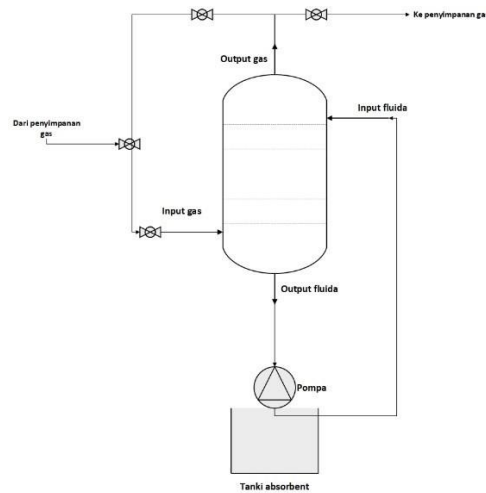 Ke penyimpanan ga
Output gas
Input fluida
Dari penyimpanan
gas
Input gas
Output fluida
Pompa
Tanki absorbent